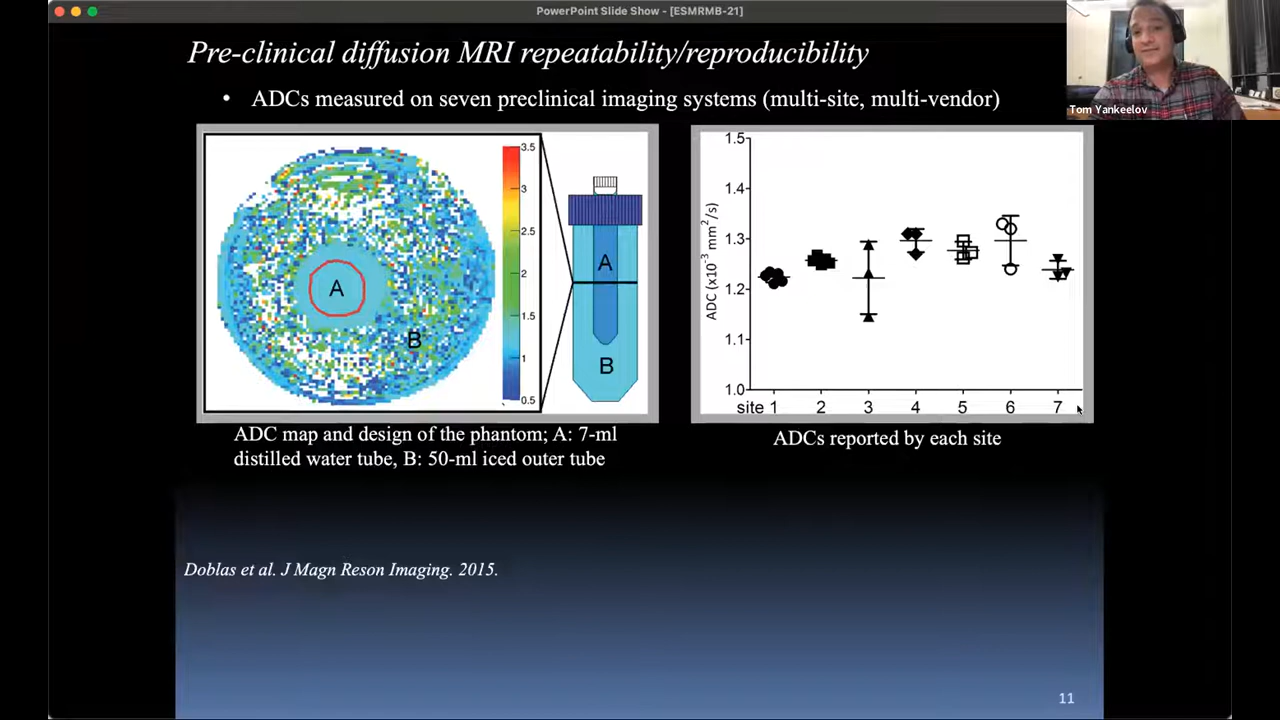 PowerPoint Slide Show - [ESMRMB-21]
Pre-clinical diffusion MRI repeatability/reproducibility
Tom Yankeelov
• ADCs measured on seven preclinical imaging systems (multi-site, multi-vendor)
A
B
3.5
3
2.5
2
1.5
1
0.5
A
B
ADC (x10⁻³ mm²/s)
1.5
1.4
1.3
1.2
1.1
1.0
site 1 2 3 4 5 6 7
ADC map and design of the phantom; A: 7-ml
distilled water tube, B: 50-ml iced outer tube
ADCs reported by each site
Doblas et al. J Magn Reson Imaging. 2015.
11